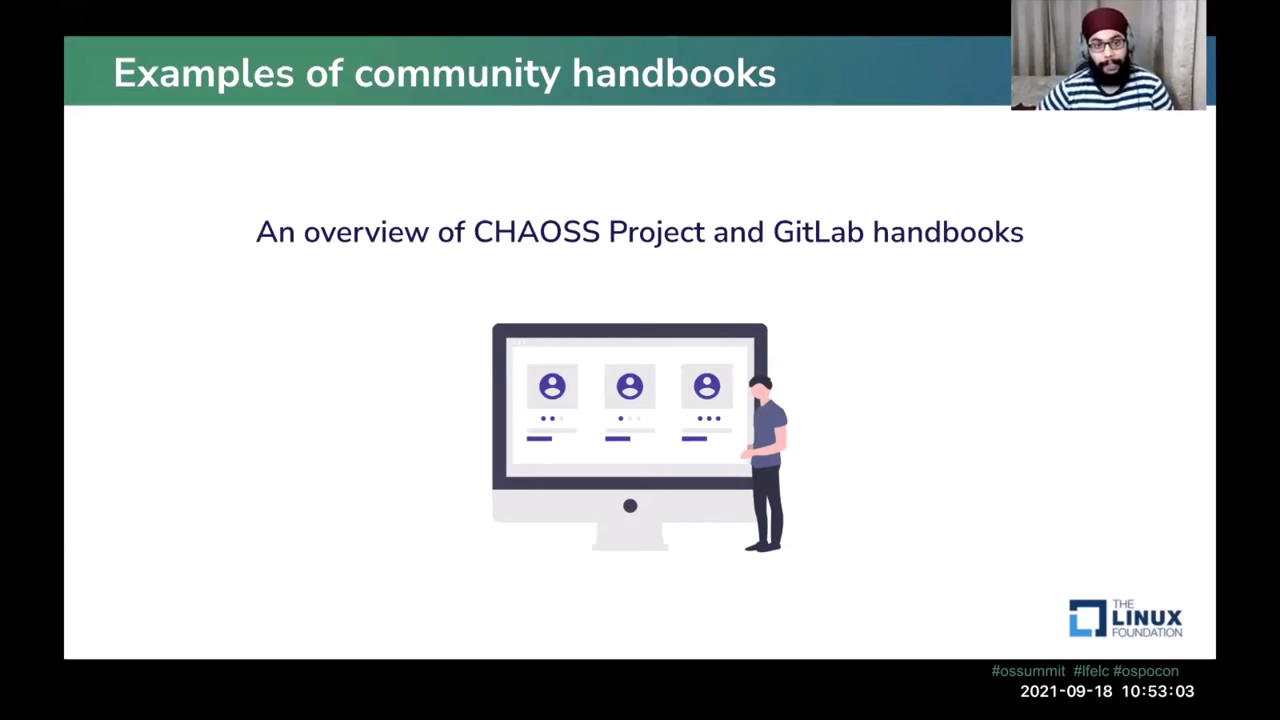 Examples of community handbooks
An overview of CHAOSS Project and GitLab handbooks
THE
LINUX
FOUNDATION
#ossummit #lfelc #ospocon
2021-09-18 10:53:03